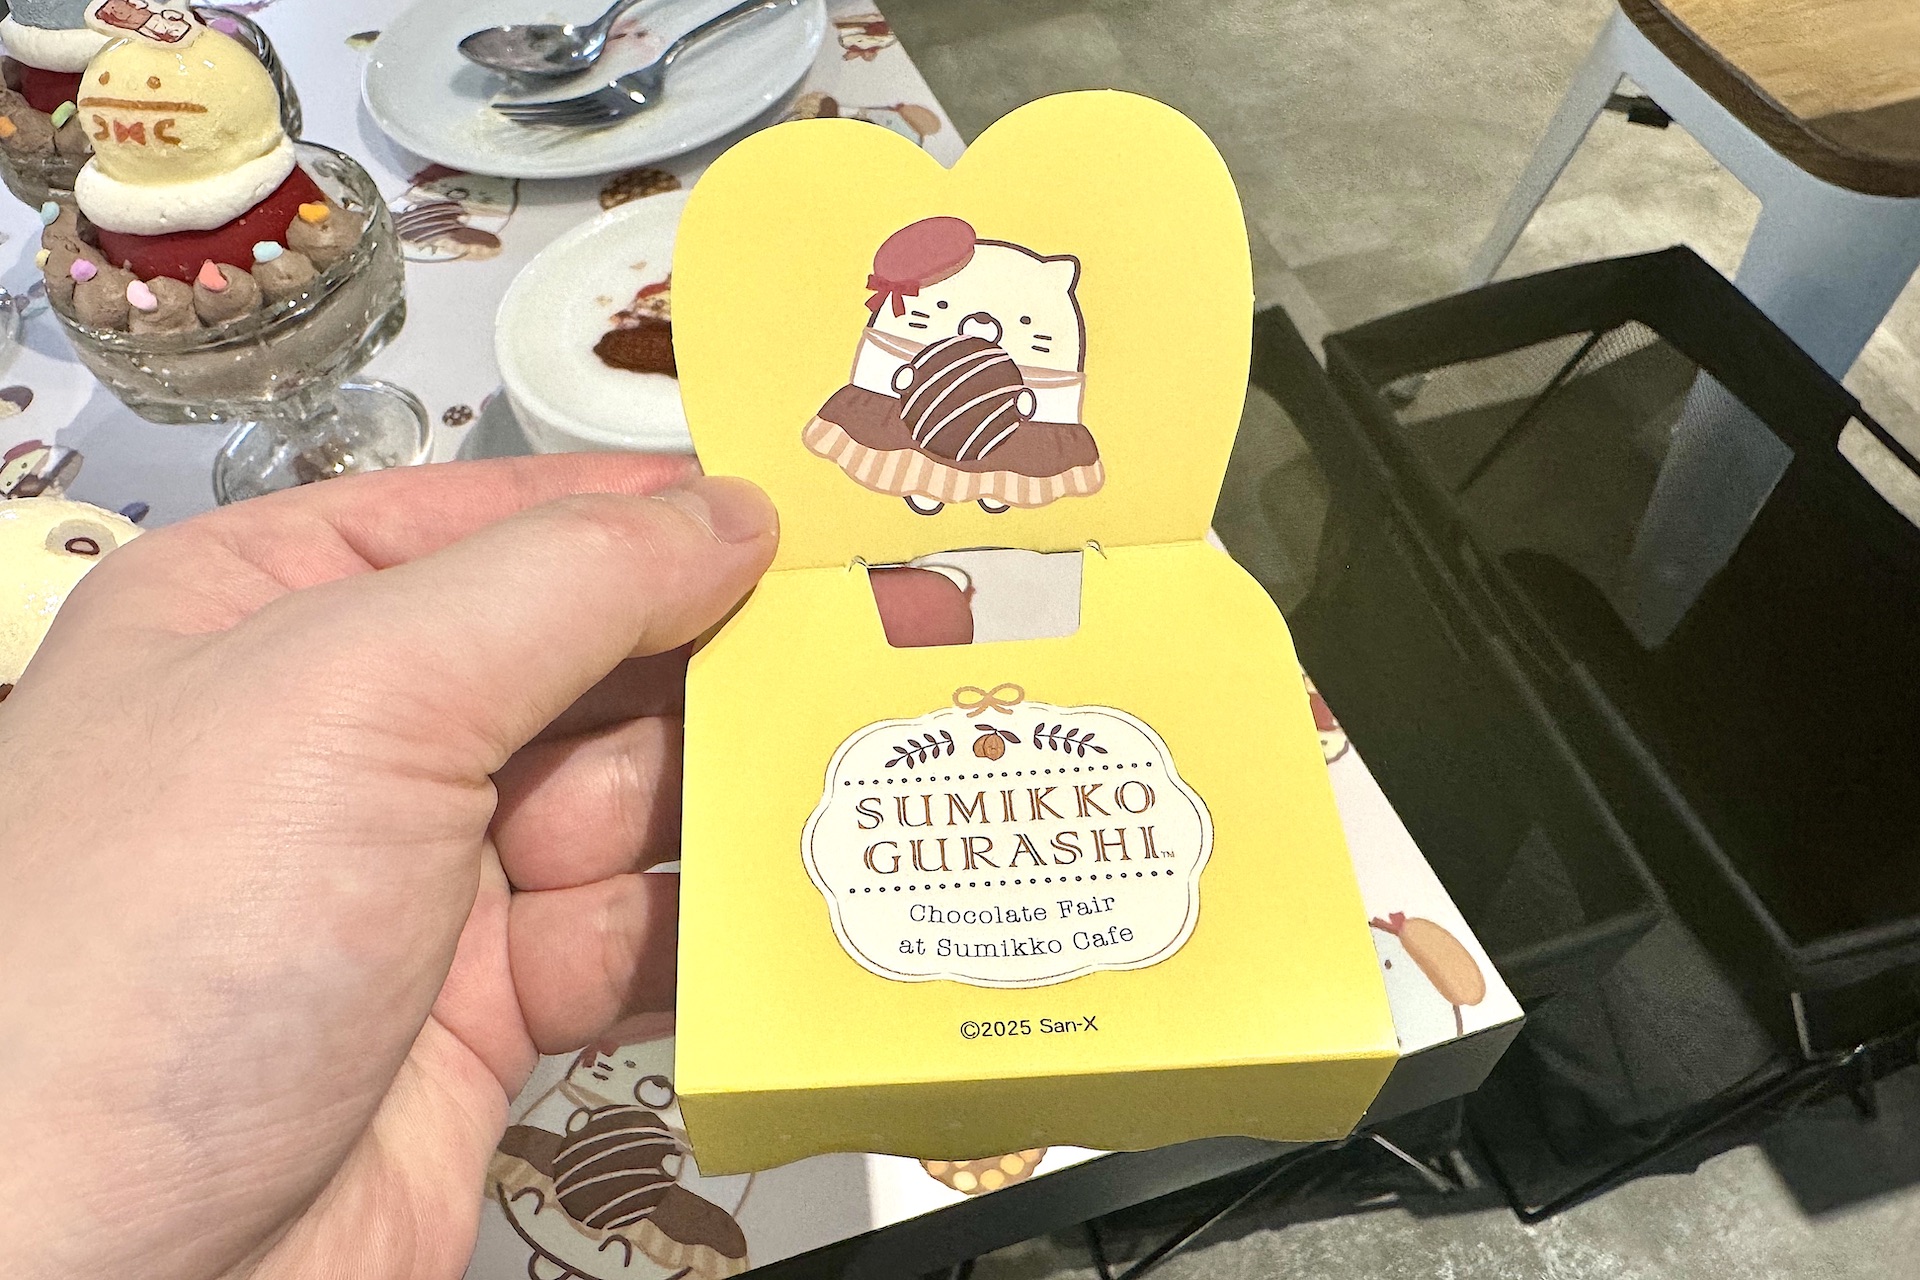 SUMIKKO
GURASHI™
Chocolate Fair
at Sumikko Cafe
©2025 San-X